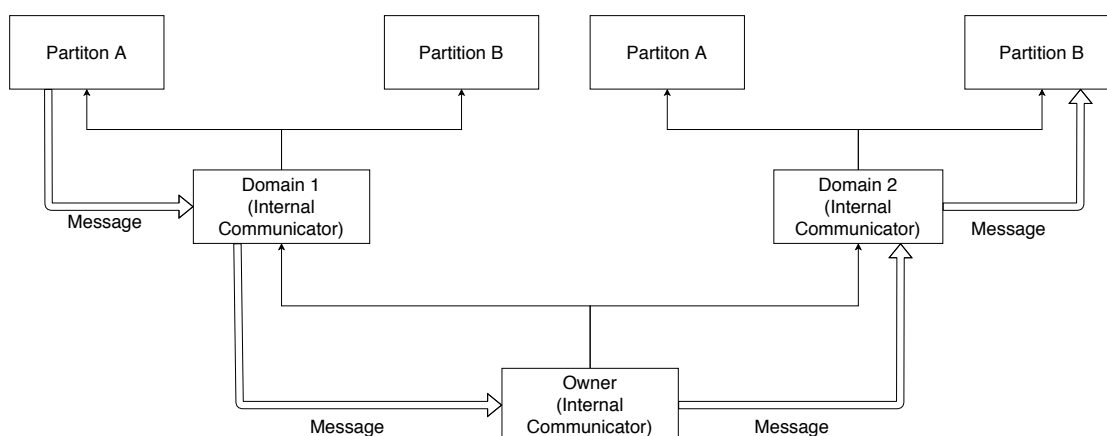 Partiton A
Partition B
Partiton A
Partition B
Domain 1
(Internal
Communicator)
Domain 2
(Internal
Communicator)
Message
Message
Owner
(Internal
Communicator)
Message
Message